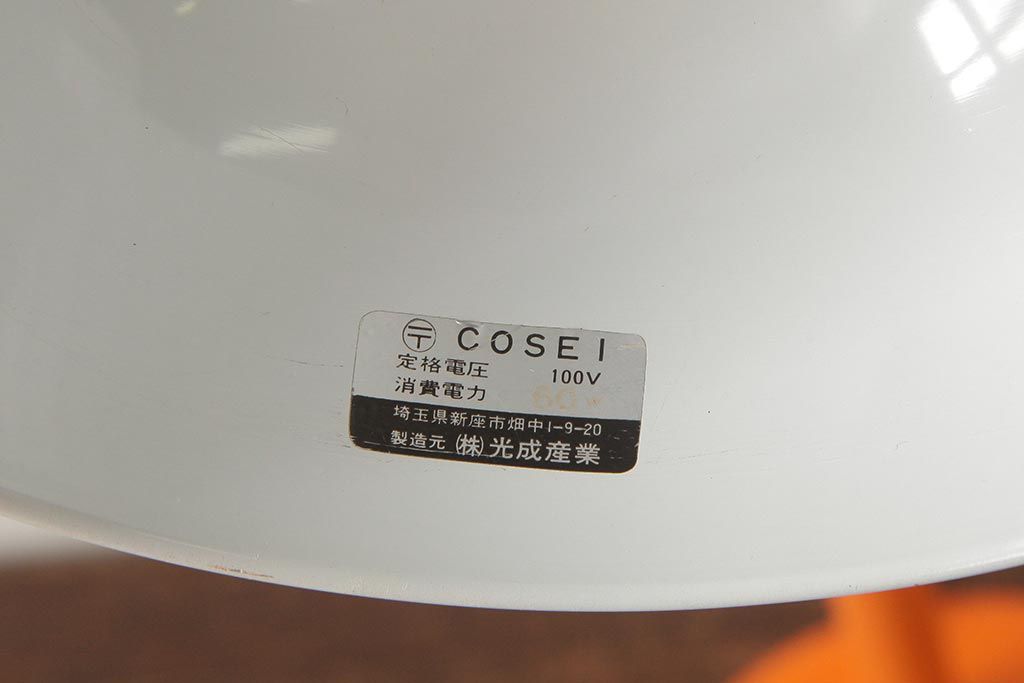 〒 COSEI
定格電圧 100V
消費電力 60W
埼玉県新座市畑中1-9-20
製造元 (株)光成産業